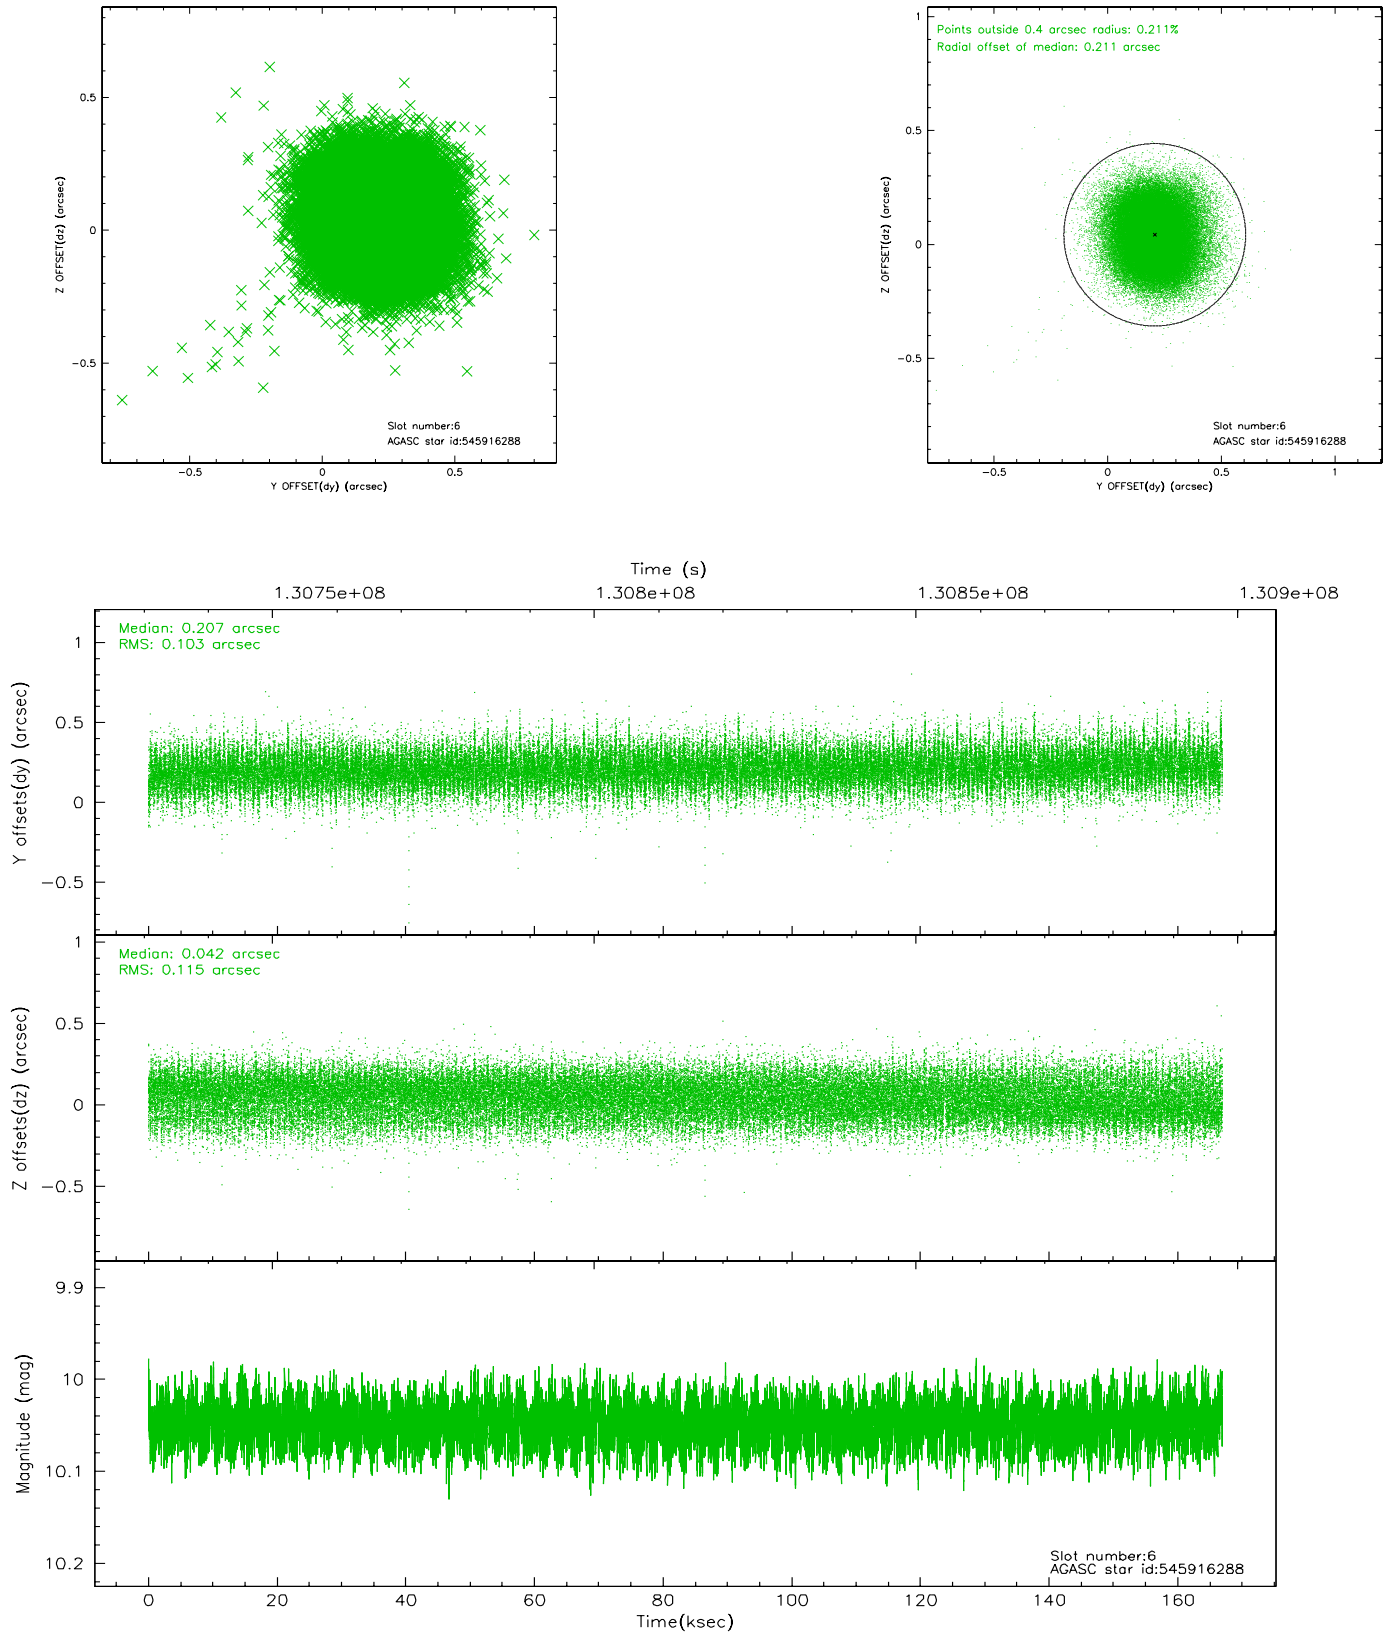 0.5
0
−0.5
Z OFFSET(dz) (arcsec)
Slot number:6
AGASC star id:545916288
−0.5 0 0.5
Y OFFSET(dy) (arcsec)
Points outside 0.4 arcsec radius: 0.211%
Radial offset of median: 0.211 arcsec
1
0.5
0
−0.5
Z OFFSET(dz) (arcsec)
Slot number:6
AGASC star id:545916288
−0.5 0 0.5 1
Y OFFSET(dy) (arcsec)
Time (s)
1.3075e+08 1.308e+08 1.3085e+08 1.309e+08
Median: 0.207 arcsec
RMS: 0.103 arcsec
1
0.5
0
−0.5
Y offsets(dy) (arcsec)
Median: 0.042 arcsec
RMS: 0.115 arcsec
1
0.5
0
−0.5
Z offsets(dz) (arcsec)
9.9
10
10.1
10.2
Magnitude (mag)
Slot number:6
AGASC star id:545916288
0 20 40 60 80 100 120 140 160
Time(ksec)